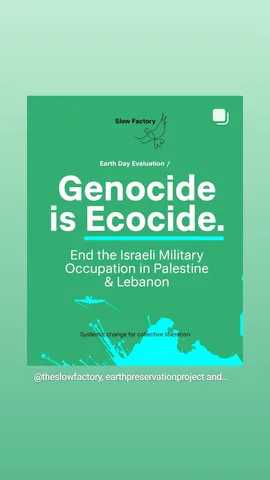 Slow Factory
Earth Day Evaluation /
Genocide
is Ecocide.
End the Israeli Military
Occupation in Palestine
& Lebanon
Systemic change for collective liberation
@theslowfactory, earthpreservationproject and...